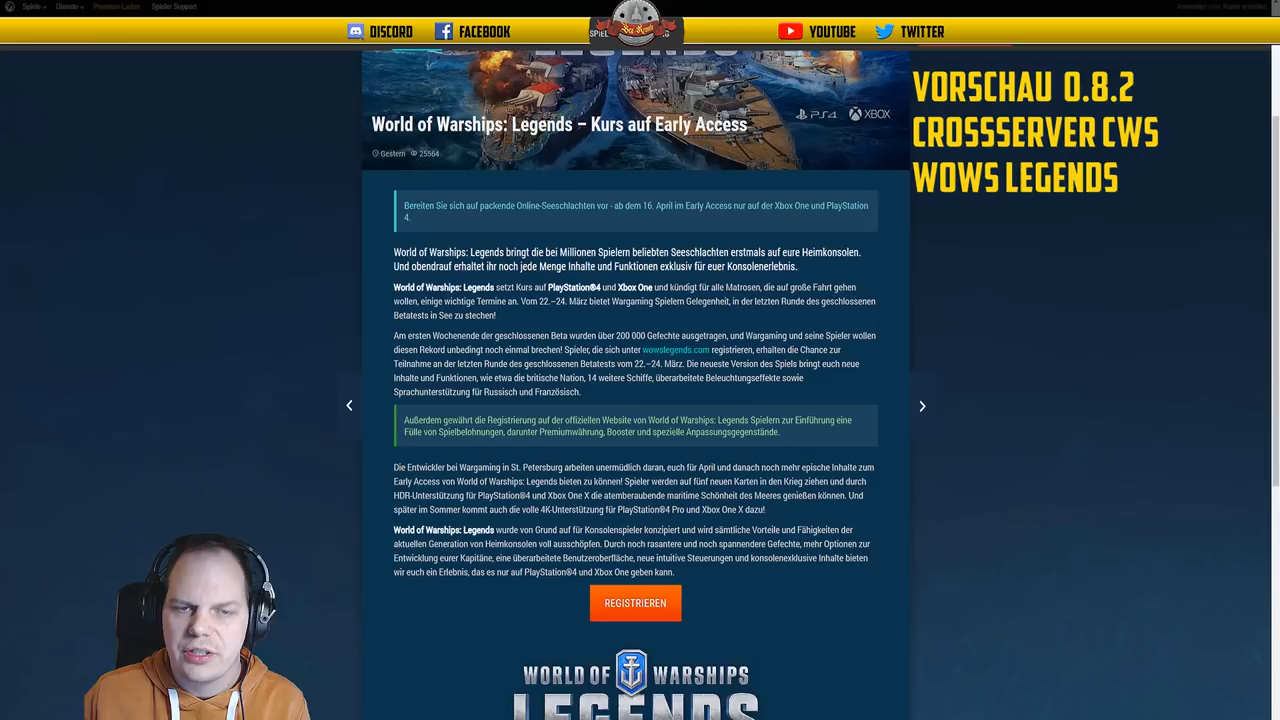 Spiele
Dienste
Premium-Laden
Spieler Support
DISCORD
FACEBOOK
YOUTUBE
TWITTER
LEGENDS
PS4
XBOX
World of Warships: Legends – Kurs auf Early Access
Gestern 25564
VORSCHAU 0.8.2
CROSSSERVER CWS
WOWS LEGENDS
Bereiten Sie sich auf packende Online-Seeschlachten vor - ab dem 16. April im Early Access nur auf der Xbox One und PlayStation
4.
World of Warships: Legends bringt die bei Millionen Spielern beliebten Seeschlachten erstmals auf eure Heimkonsolen.
Und obendrauf erhaltet ihr noch jede Menge Inhalte und Funktionen exklusiv für euer Konsolenerlebnis.
World of Warships: Legends setzt Kurs auf PlayStation®4 und Xbox One und kündigt für alle Matrosen, die auf große Fahrt gehen
wollen, einige wichtige Termine an. Vom 22.–24. März bietet Wargaming Spielern Gelegenheit, in der letzten Runde des geschlossenen
Betatests in See zu stechen!
Am ersten Wochenende der geschlossenen Beta wurden über 200 000 Gefechte ausgetragen, und Wargaming und seine Spieler wollen
diesen Rekord unbedingt noch einmal brechen! Spieler, die sich unter wowslegends.com registrieren, erhalten die Chance zur
Teilnahme an der letzten Runde des geschlossenen Betatests vom 22.–24. März. Die neueste Version des Spiels bringt euch neue
Inhalte und Funktionen, wie etwa die britische Nation, 14 weitere Schiffe, überarbeitete Beleuchtungseffekte sowie
Sprachunterstützung für Russisch und Französisch.
Außerdem gewährt die Registrierung auf der offiziellen Website von World of Warships: Legends Spielern zur Einführung eine
Fülle von Spielbelohnungen, darunter Premiumwährung, Booster und spezielle Anpassungsgegenstände.
Die Entwickler bei Wargaming in St. Petersburg arbeiten unermüdlich daran, euch für April und danach noch mehr epische Inhalte zum
Early Access von World of Warships: Legends bieten zu können! Spieler werden auf fünf neuen Karten in den Krieg ziehen und durch
HDR-Unterstützung für PlayStation®4 und Xbox One X die atemberaubende maritime Schönheit des Meeres genießen können. Und
später im Sommer kommt auch die volle 4K-Unterstützung für PlayStation®4 Pro und Xbox One X dazu!
World of Warships: Legends wurde von Grund auf für Konsolenspieler konzipiert und wird sämtliche Vorteile und Fähigkeiten der
aktuellen Generation von Heimkonsolen voll ausschöpfen. Durch noch rasantere und noch spannendere Gefechte, mehr Optionen zur
Entwicklung eurer Kapitäne, eine überarbeitete Benutzeroberfläche, neue intuitive Steuerungen und konsolenexklusive Inhalte bieten
wir euch ein Erlebnis, das es nur auf PlayStation®4 und Xbox One geben kann.
REGISTRIEREN
WORLD OF WARSHIPS
LEGENDS